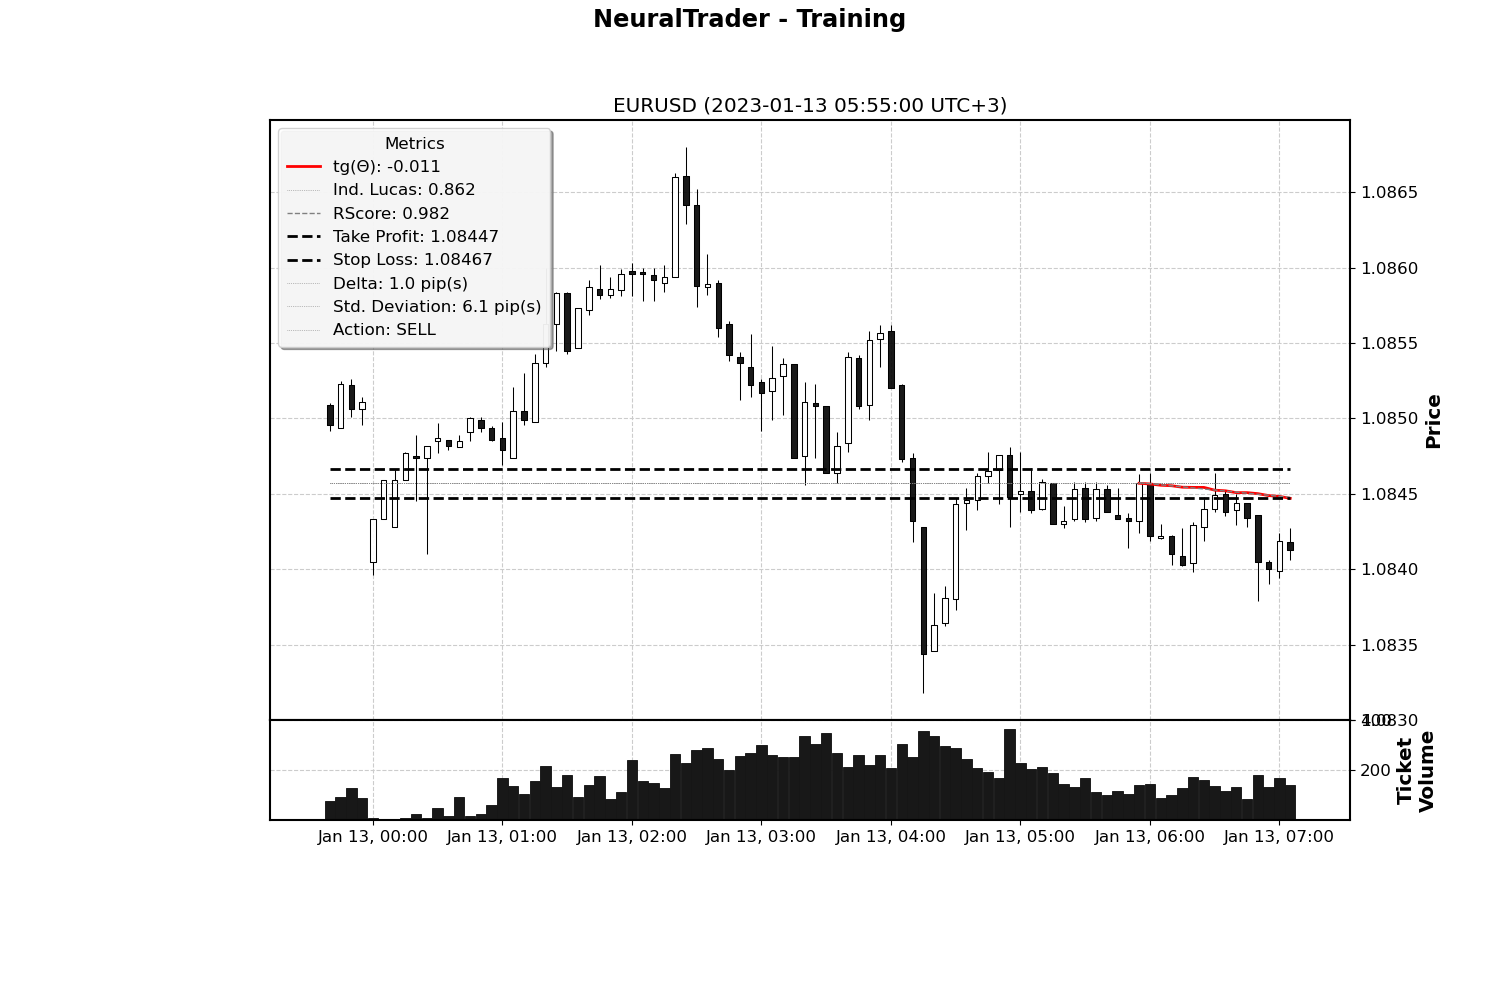 NeuralTrader - Training
EURUSD (2023-01-13 05:55:00 UTC+3)
Metrics
tg(Θ): -0.011
Ind. Lucas: 0.862
RScore: 0.982
Take Profit: 1.08447
Stop Loss: 1.08467
Delta: 1.0 pip(s)
Std. Deviation: 6.1 pip(s)
Action: SELL
1.0865
1.0860
1.0855
1.0850
1.0845
1.0840
1.0835
1.0830
Price
400
200
Ticket
Volume
Jan 13, 00:00
Jan 13, 01:00
Jan 13, 02:00
Jan 13, 03:00
Jan 13, 04:00
Jan 13, 05:00
Jan 13, 06:00
Jan 13, 07:00